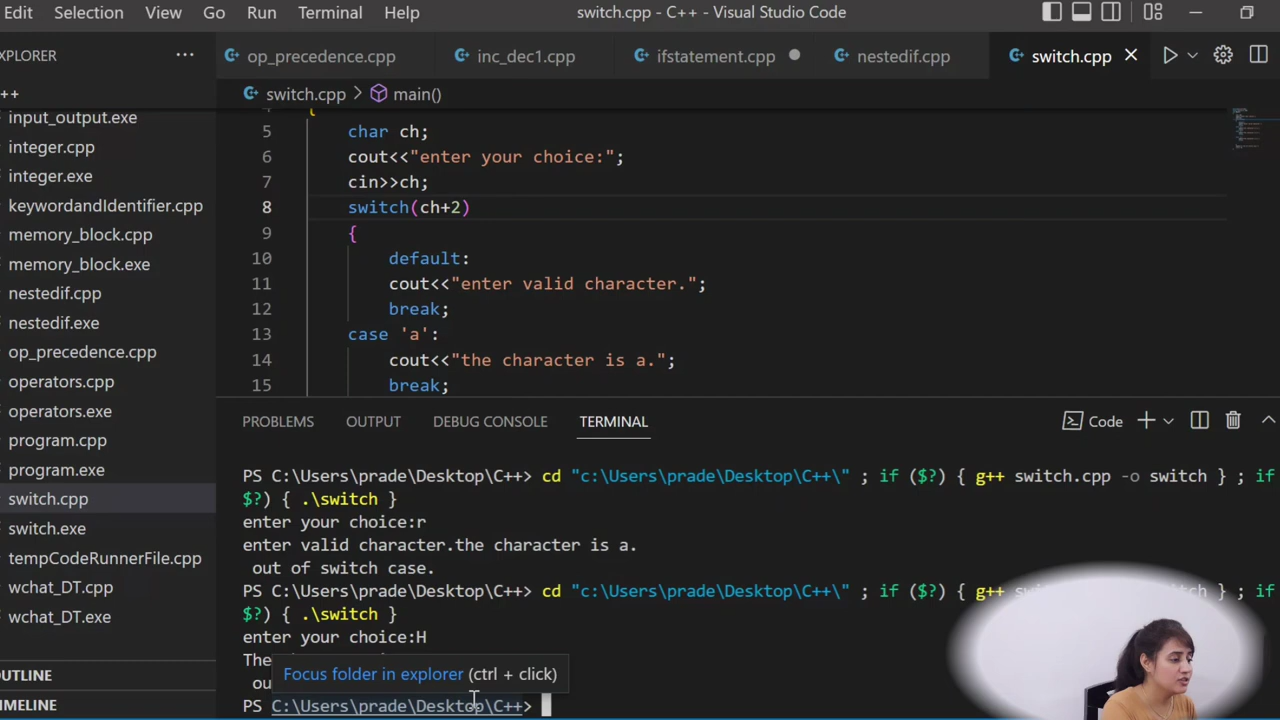 Edit Selection View Go Run Terminal Help switch.cpp - C++ - Visual Studio Code
XPLORER ··· op_precedence.cpp inc_dec1.cpp ifstatement.cpp nestedif.cpp switch.cpp
++
switch.cpp > main()
input_output.exe
integer.cpp
integer.exe
keywordandIdentifier.cpp
memory_block.cpp
memory_block.exe
nestedif.cpp
nestedif.exe
op_precedence.cpp
operators.cpp
operators.exe
program.cpp
program.exe
switch.cpp
switch.exe
tempCodeRunnerFile.cpp
wchat_DT.cpp
wchat_DT.exe
OUTLINE
TIMELINE
{
5 char ch;
6 cout<<"enter your choice:";
7 cin>>ch;
8 switch(ch+2)
9 {
10 default:
11 cout<<"enter valid character.";
12 break;
13 case 'a':
14 cout<<"the character is a.";
15 break;
PROBLEMS OUTPUT DEBUG CONSOLE TERMINAL Code
PS C:\Users\prade\Desktop\C++> cd "c:\Users\prade\Desktop\C++\" ; if ($?) { g++ switch.cpp -o switch } ; if
$?) { .\switch }
enter your choice:r
enter valid character.the character is a.
out of switch case.
PS C:\Users\prade\Desktop\C++> cd "c:\Users\prade\Desktop\C++\" ; if ($?) { g++ ; if
$?) { .\switch }
enter your choice:H
The
Focus folder in explorer (ctrl + click)
ou
PS C:\Users\prade\Desktop\C++>